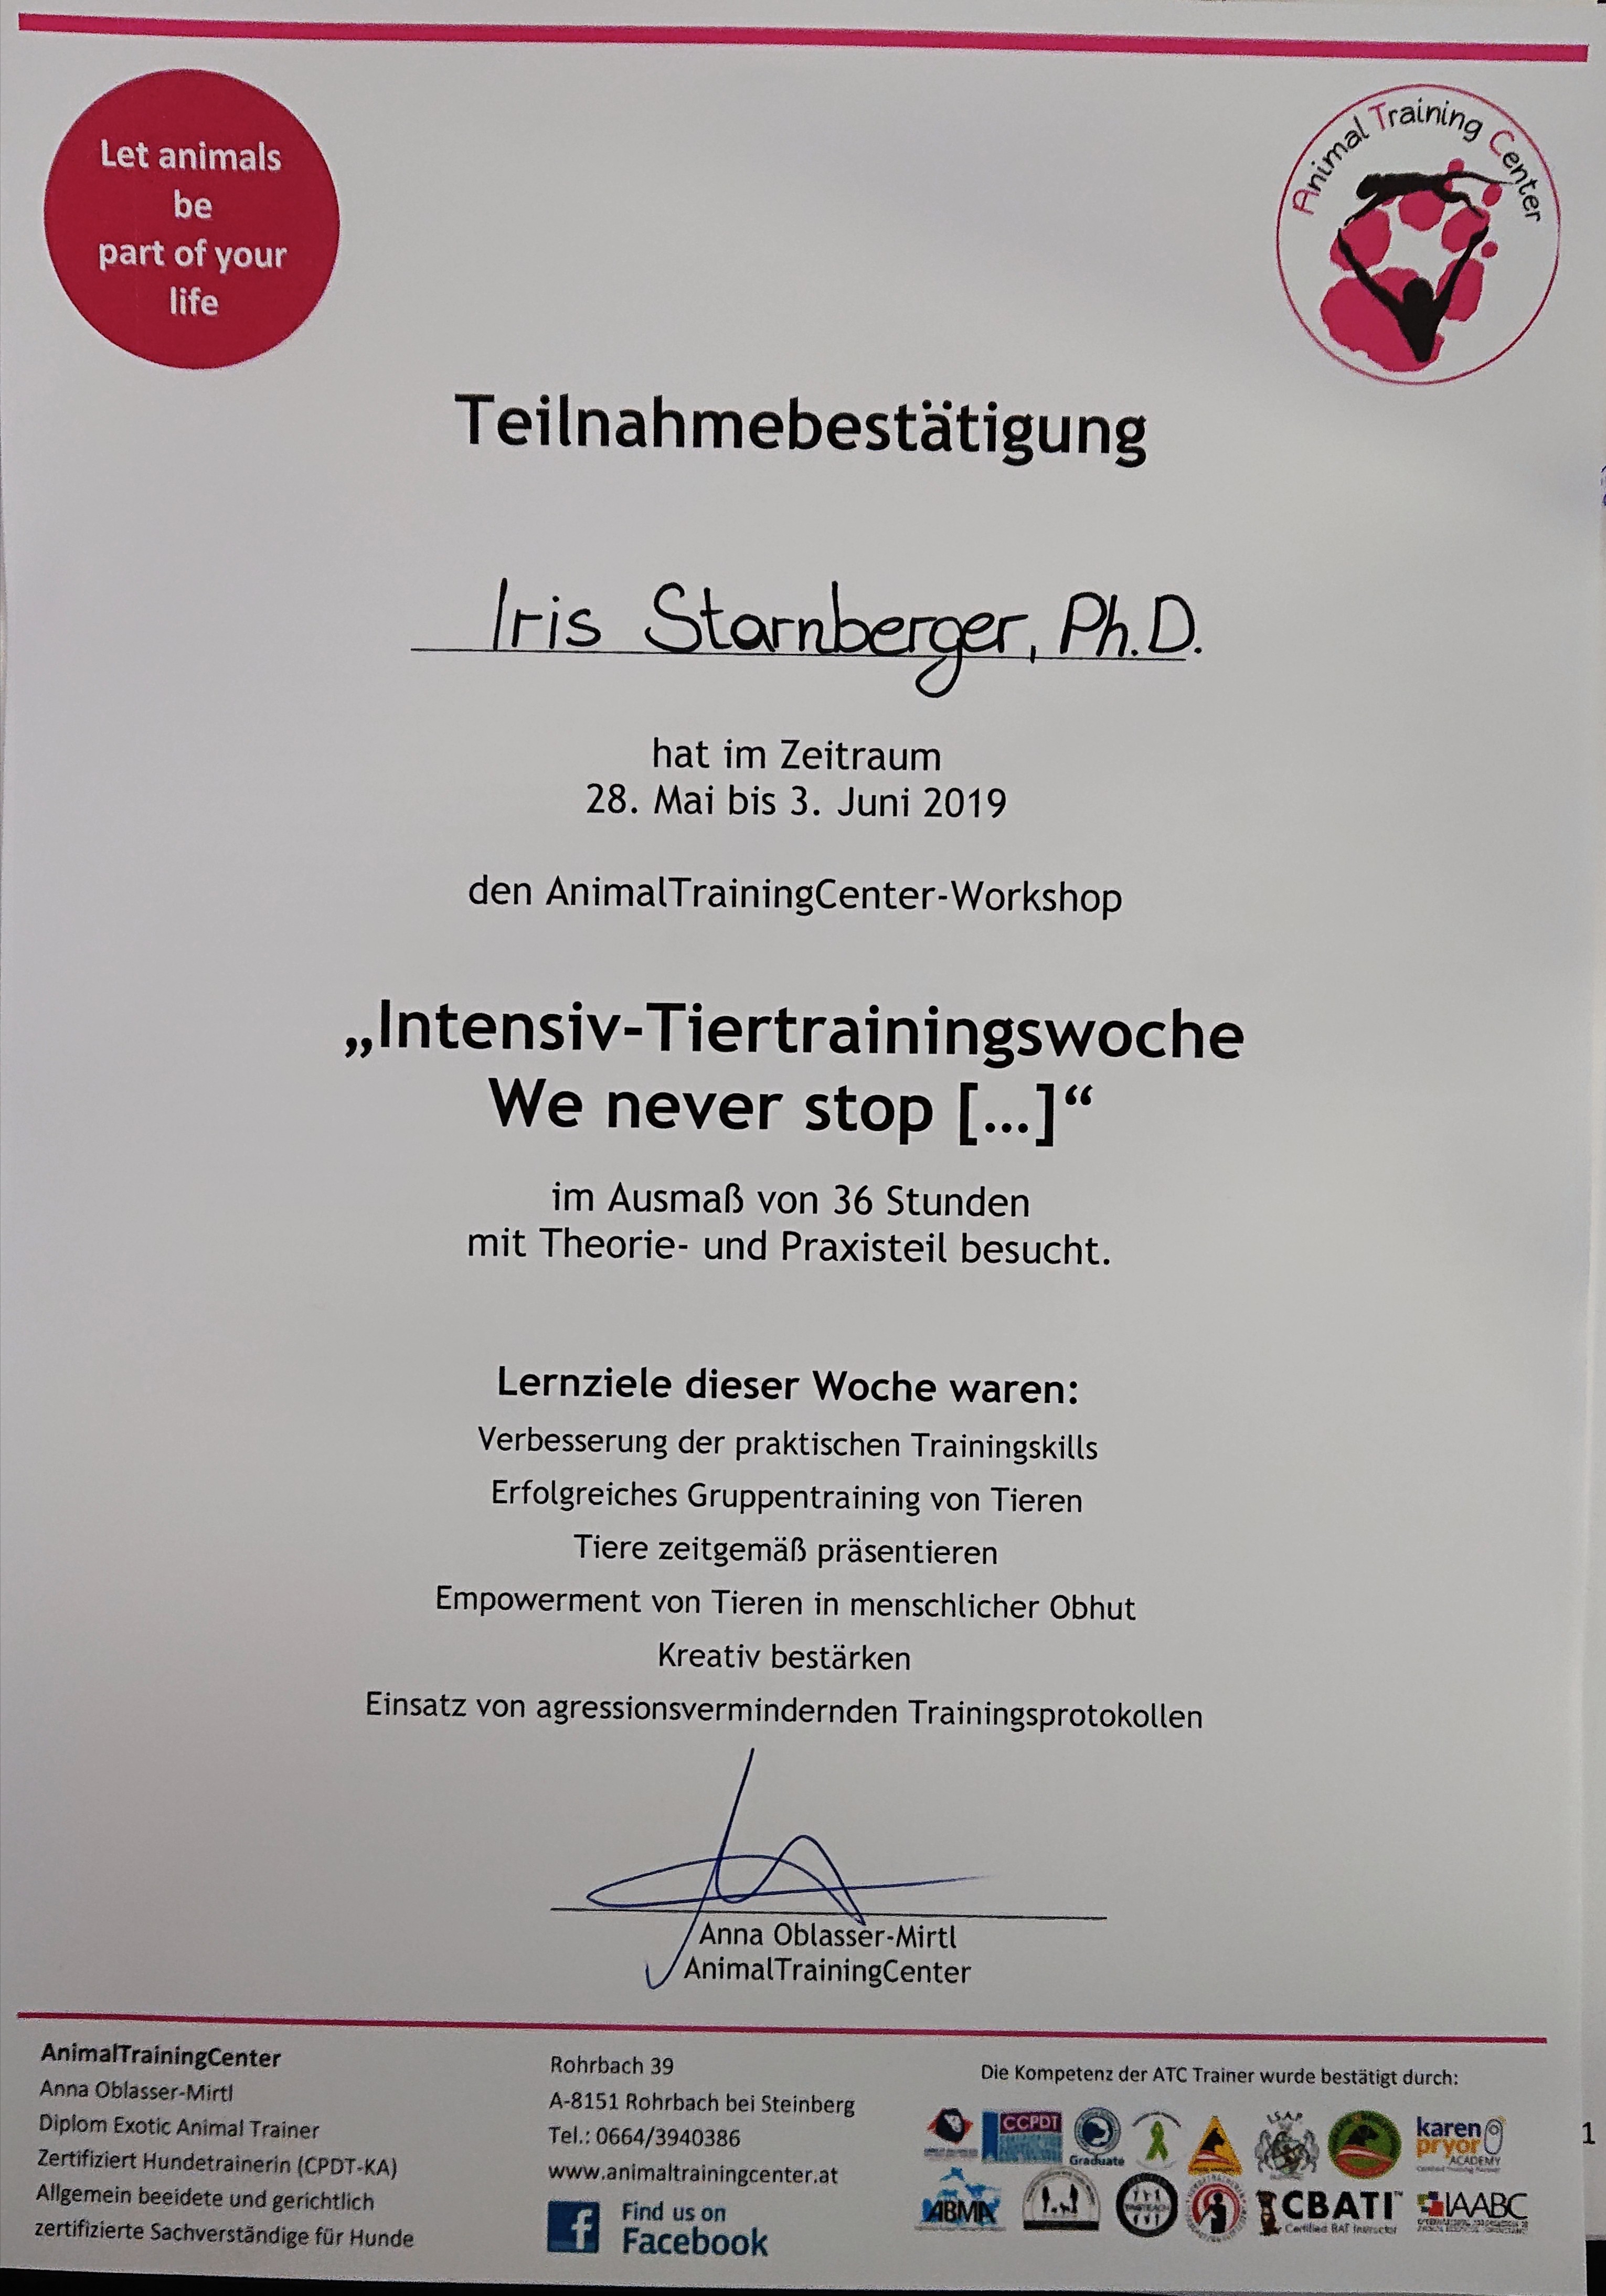 Let animals
be
part of your
life
Animal Training Center
Teilnahmebestätigung
Iris Starnberger, Ph.D.
hat im Zeitraum
28. Mai bis 3. Juni 2019
den AnimalTrainingCenter-Workshop
„Intensiv-Tiertrainingswoche
We never stop [...]“
im Ausmaß von 36 Stunden
mit Theorie- und Praxisteil besucht.
Lernziele dieser Woche waren:
Verbesserung der praktischen Trainingskills
Erfolgreiches Gruppentraining von Tieren
Tiere zeitgemäß präsentieren
Empowerment von Tieren in menschlicher Obhut
Kreativ bestärken
Einsatz von agressionsvermindernden Trainingsprotokollen
Anna Oblasser-Mirtl
AnimalTrainingCenter
AnimalTrainingCenter
Anna Oblasser-Mirtl
Diplom Exotic Animal Trainer
Zertifiziert Hundetrainerin (CPDT-KA)
Allgemein beeidete und gerichtlich
zertifizierte Sachverständige für Hunde
Rohrbach 39
A-8151 Rohrbach bei Steinberg
Tel.: 0664/3940386
www.animaltrainingcenter.at
Find us on
Facebook
Die Kompetenz der ATC Trainer wurde bestätigt durch:
CCPDT
Graduate
I.S.A.P.
karen
pryor
ACADEMY
ABMA
TAGTEACH
CBATI™
Certified BAT Instructor
IAABC
1